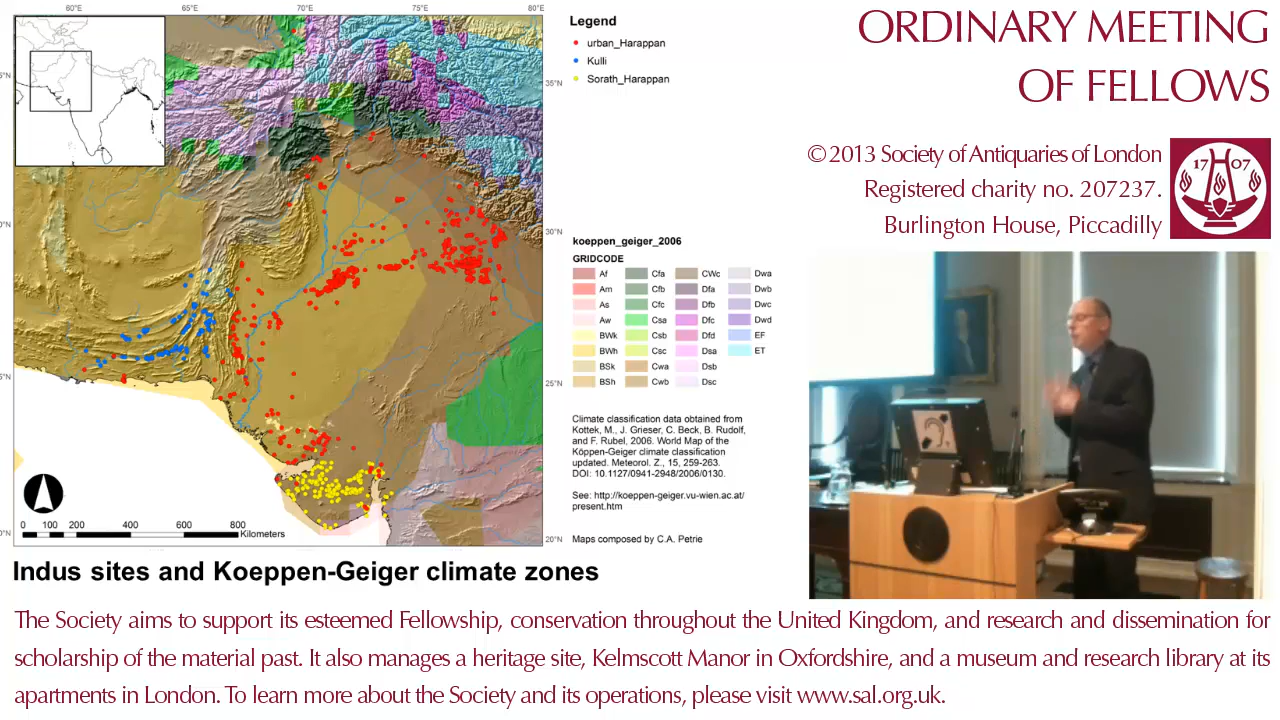 60°E
65°E
70°E
75°E
80°E
5°N
0°N
5°N
0°N
35°N
30°N
25°N
20°N
0 100 200 400 600 800
Kilometers
Legend
urban_Harappan
Kulli
Sorath_Harappan
koeppen_geiger_2006
GRIDCODE
Af Cfa CWc Dwa
Am Cfb Dfa Dwb
As Cfc Dfb Dwc
Aw Csa Dfc Dwd
BWk Csb Dfd EF
BWh Csc Dsa ET
BSk Cwa Dsb
BSh Cwb Dsc
Climate classification data obtained from
Kottek, M., J. Grieser, C. Beck, B. Rudolf,
and F. Rubel, 2006. World Map of the
Köppen-Geiger climate classification
updated. Meteorol. Z., 15, 259-263.
DOI: 10.1127/0941-2948/2006/0130.
See: http://koeppen-geiger.vu-wien.ac.at/
present.htm
Maps composed by C.A. Petrie
Indus sites and Koeppen-Geiger climate zones
ORDINARY MEETING
OF FELLOWS
© 2013 Society of Antiquaries of London
Registered charity no. 207237.
Burlington House, Piccadilly
17 07
The Society aims to support its esteemed Fellowship, conservation throughout the United Kingdom, and research and dissemination for
scholarship of the material past. It also manages a heritage site, Kelmscott Manor in Oxfordshire, and a museum and research library at its
apartments in London. To learn more about the Society and its operations, please visit www.sal.org.uk.